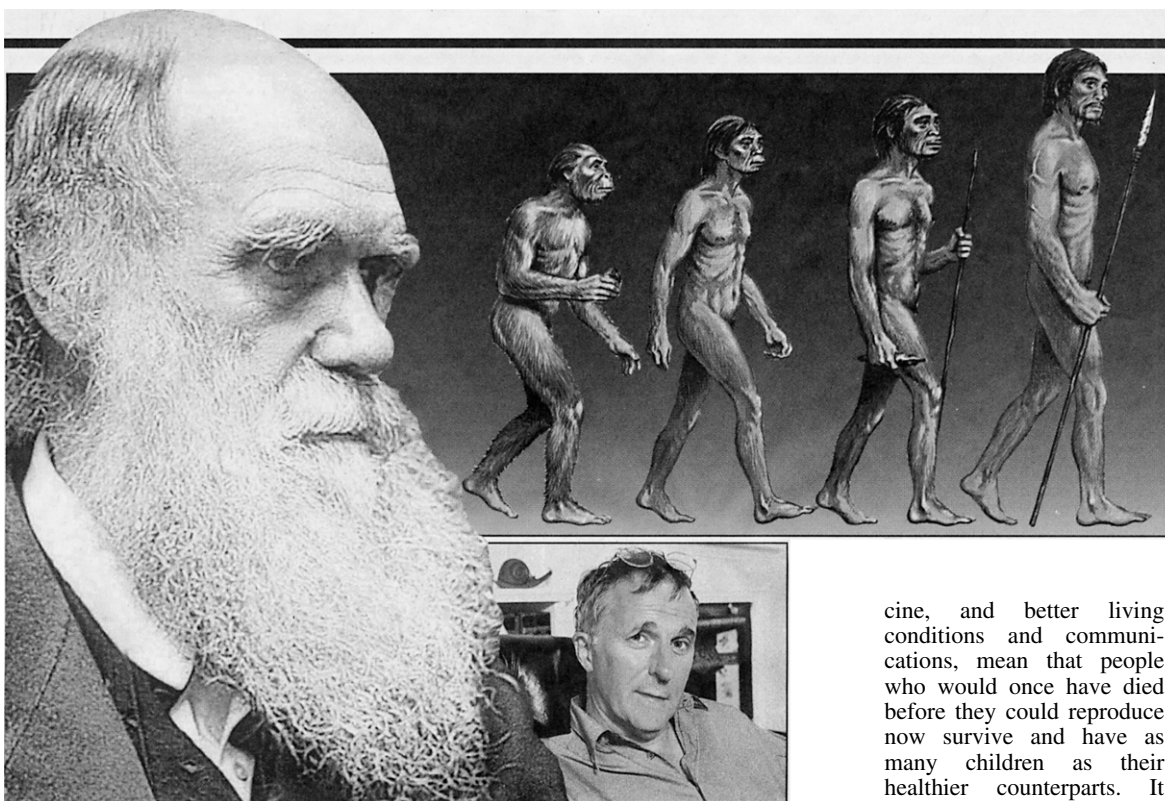 cine, and better living
conditions and communi-
cations, mean that people
who would once have died
before they could reproduce
now survive and have as
many children as their
healthier counterparts. It